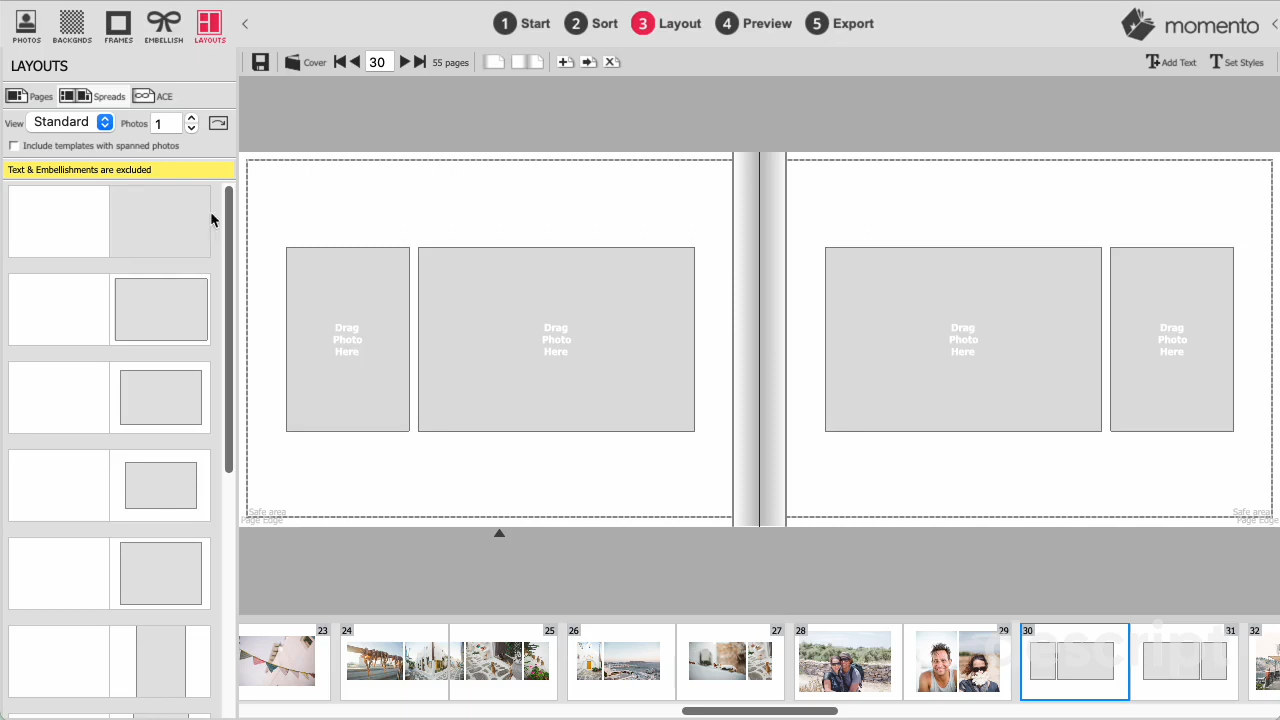 PHOTOS BACKGNDS FRAMES EMBELLISH LAYOUTS
1 Start 2 Sort 3 Layout 4 Preview 5 Export
momento
LAYOUTS
Cover 30 55 pages
T+ Add Text T Set Styles
Pages Spreads ACE
View Standard Photos 1
Include templates with spanned photos
Text & Embellishments are excluded
Drag
Photo
Here
Drag
Photo
Here
Drag
Photo
Here
Drag
Photo
Here
Safe area
Page Edge
Safe area
Page Edge
23 24 25 26 27 28 29 30 31 32